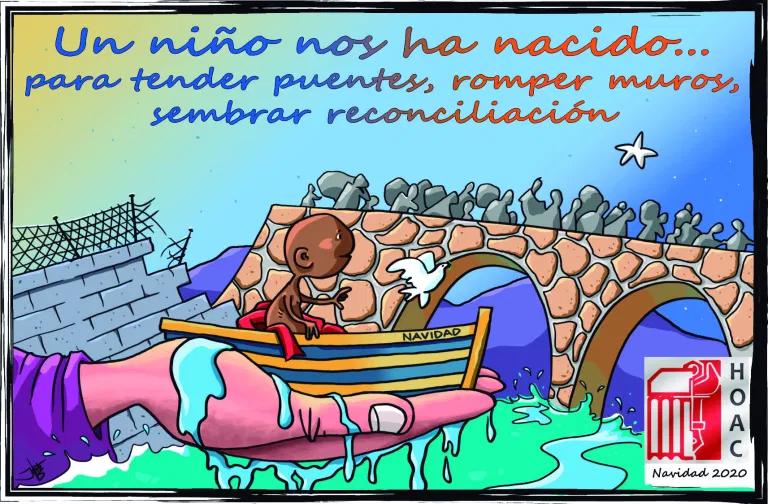 Un niño nos ha nacido...
para tender puentes, romper muros,
sembrar reconciliación
NAVIDAD
HOAC
Navidad 2020